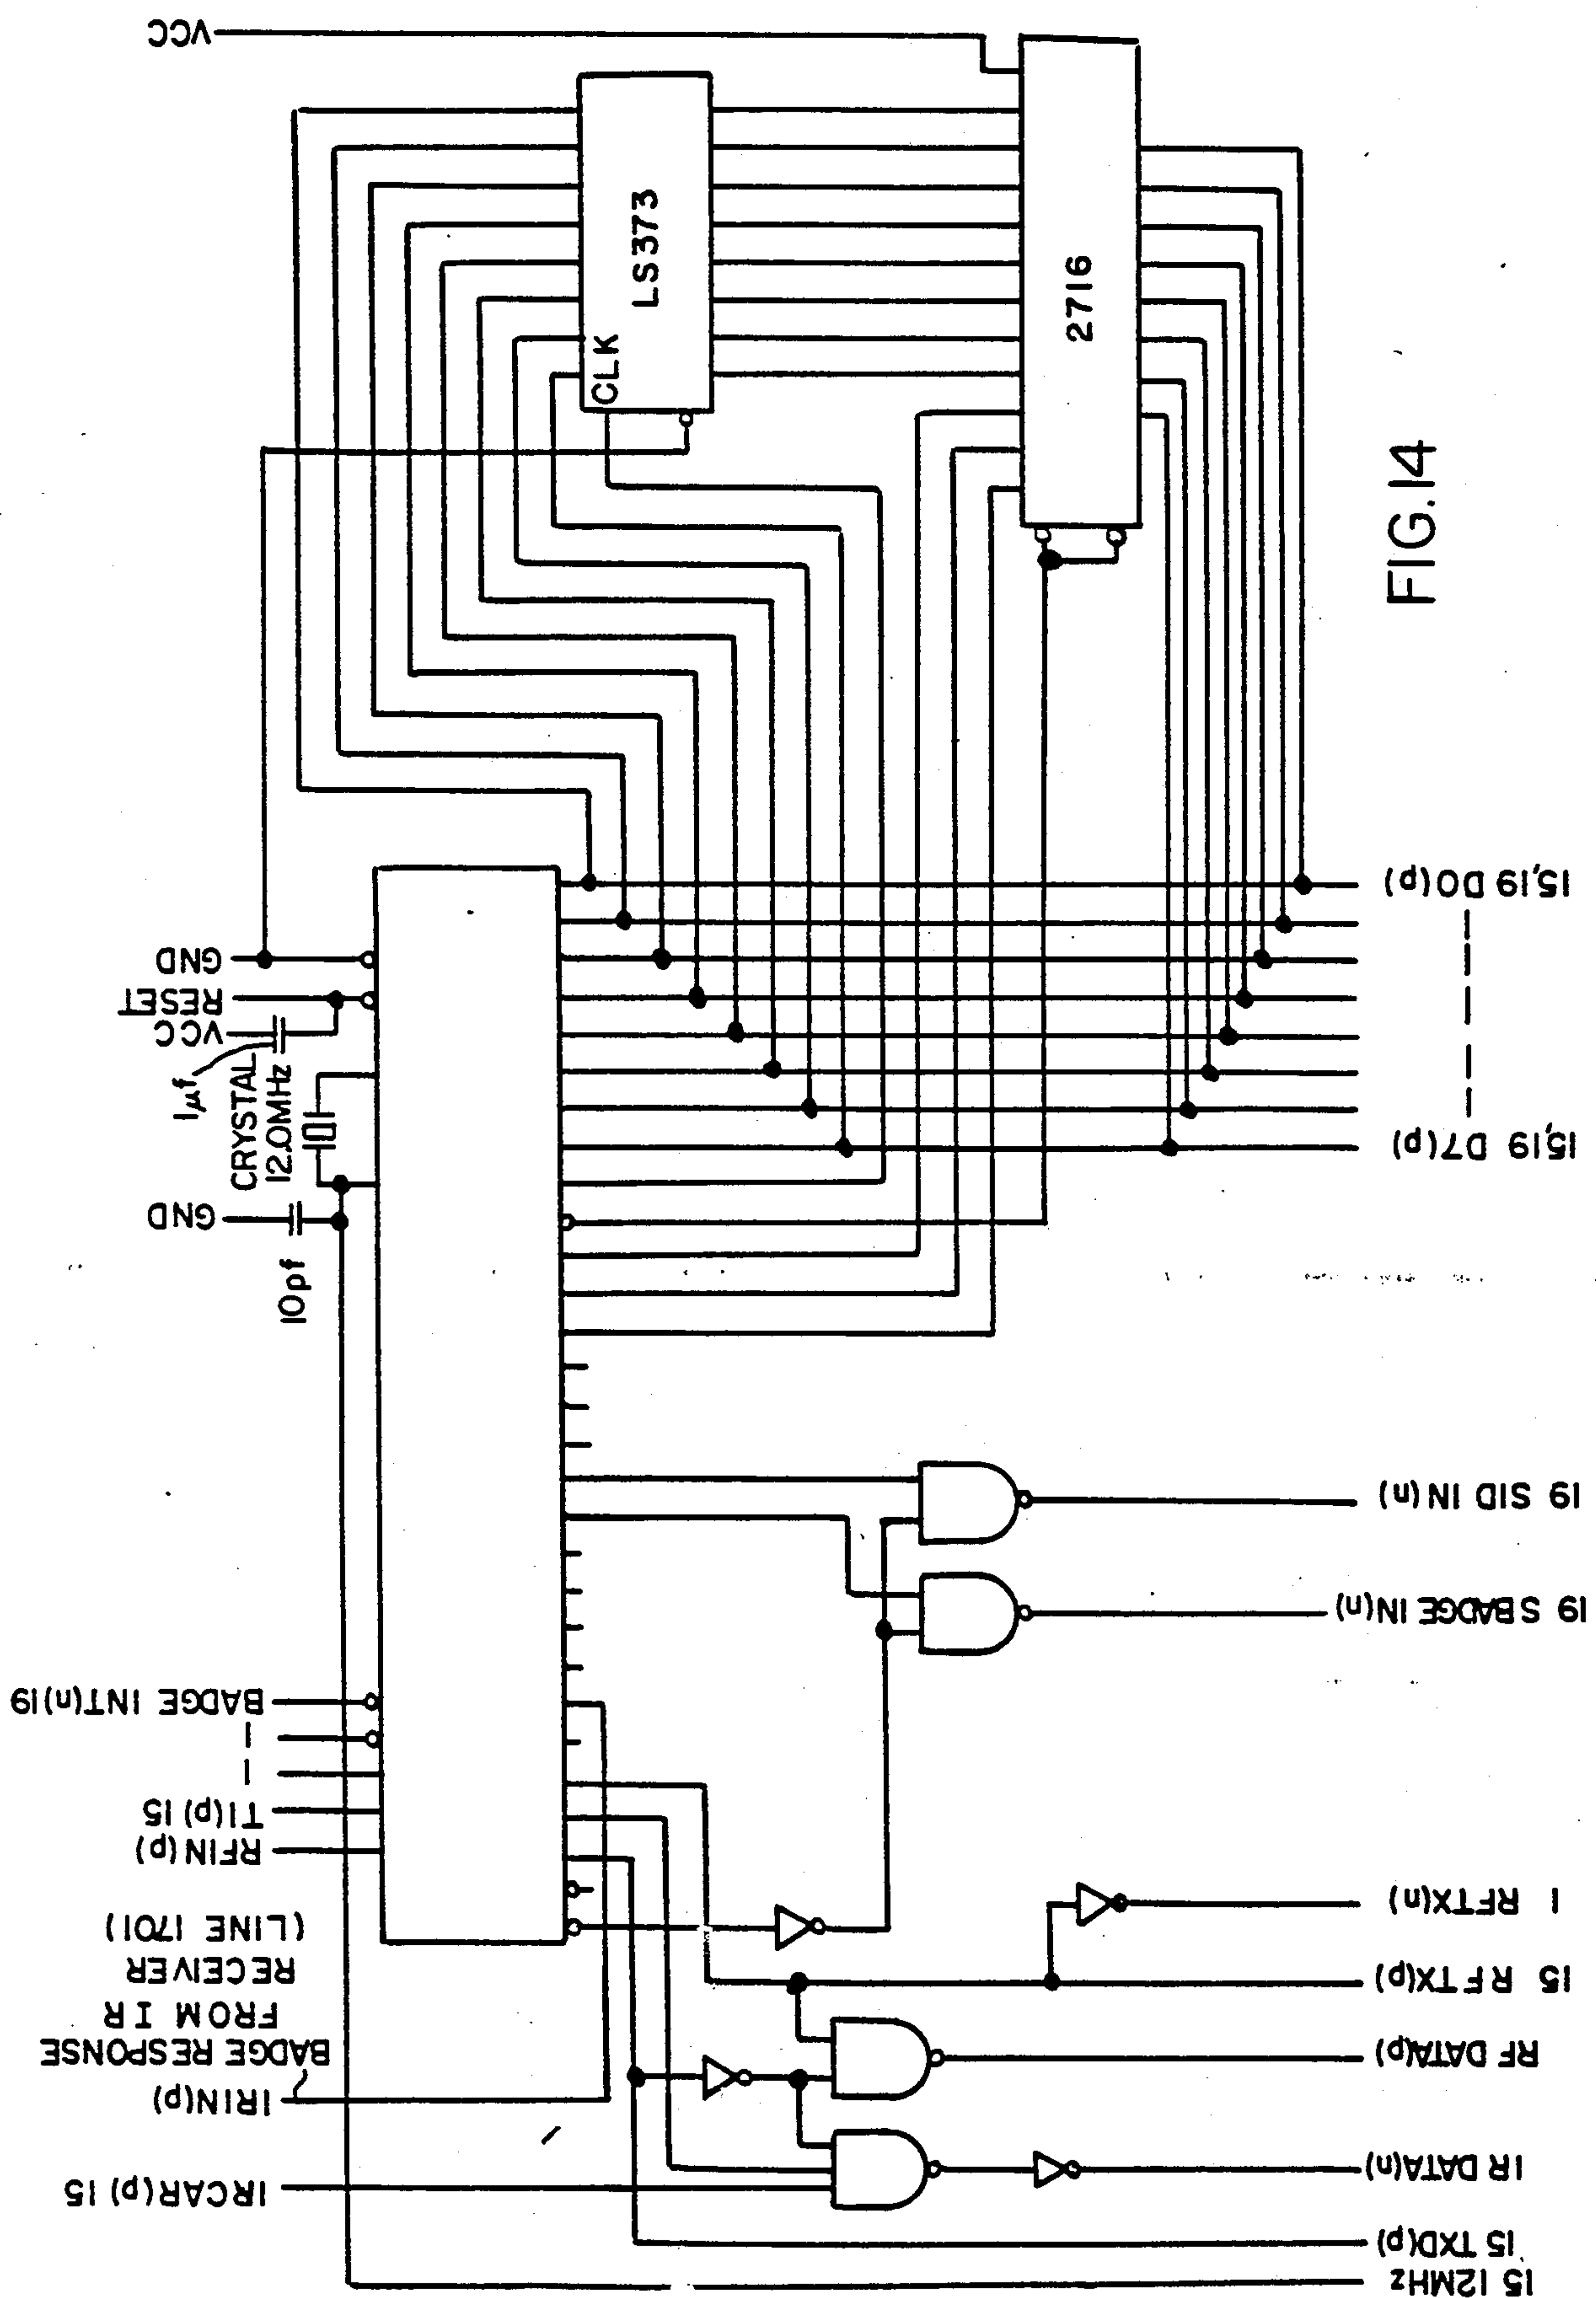 VCC
LS373
CLK
2716
FIG.14
GND
RESET
VCC
1µf
CRYSTAL
12.0MHz
GND
10pf
15,19 D0(p)
15,19 D7(p)
19 SID IN(n)
19 SBADGE IN(n)
BADGE INT(n)19
T1(p)15
RFIN(p)
(LINE 1701)
RECEIVER
FROM IR
BADGE RESPONSE
IRIN(p)
IRCAR(p)15
1 RFTX(n)
15 RFTX(p)
RF DATA(p)
IR DATA(n)
15 TXD(p)
15 12MHz